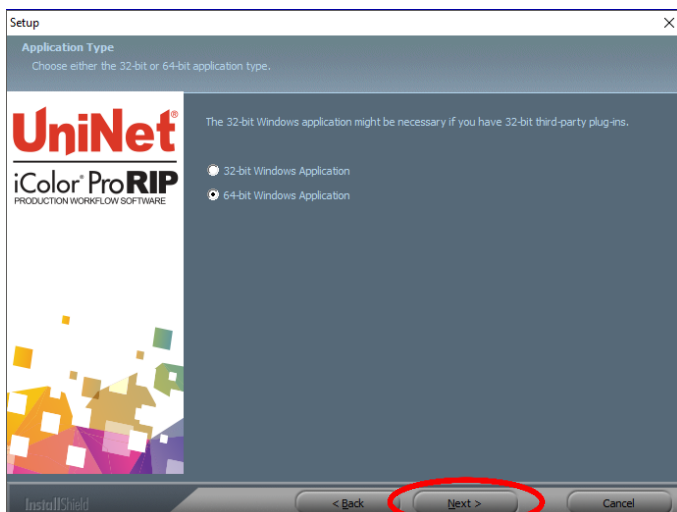 Setup
Application Type
Choose either the 32-bit or 64-bit application type.
UniNet®
iColor® ProRIP
PRODUCTION WORKFLOW SOFTWARE
The 32-bit Windows application might be necessary if you have 32-bit third-party plug-ins.
32-bit Windows Application
64-bit Windows Application
InstallShield
< Back
Next >
Cancel